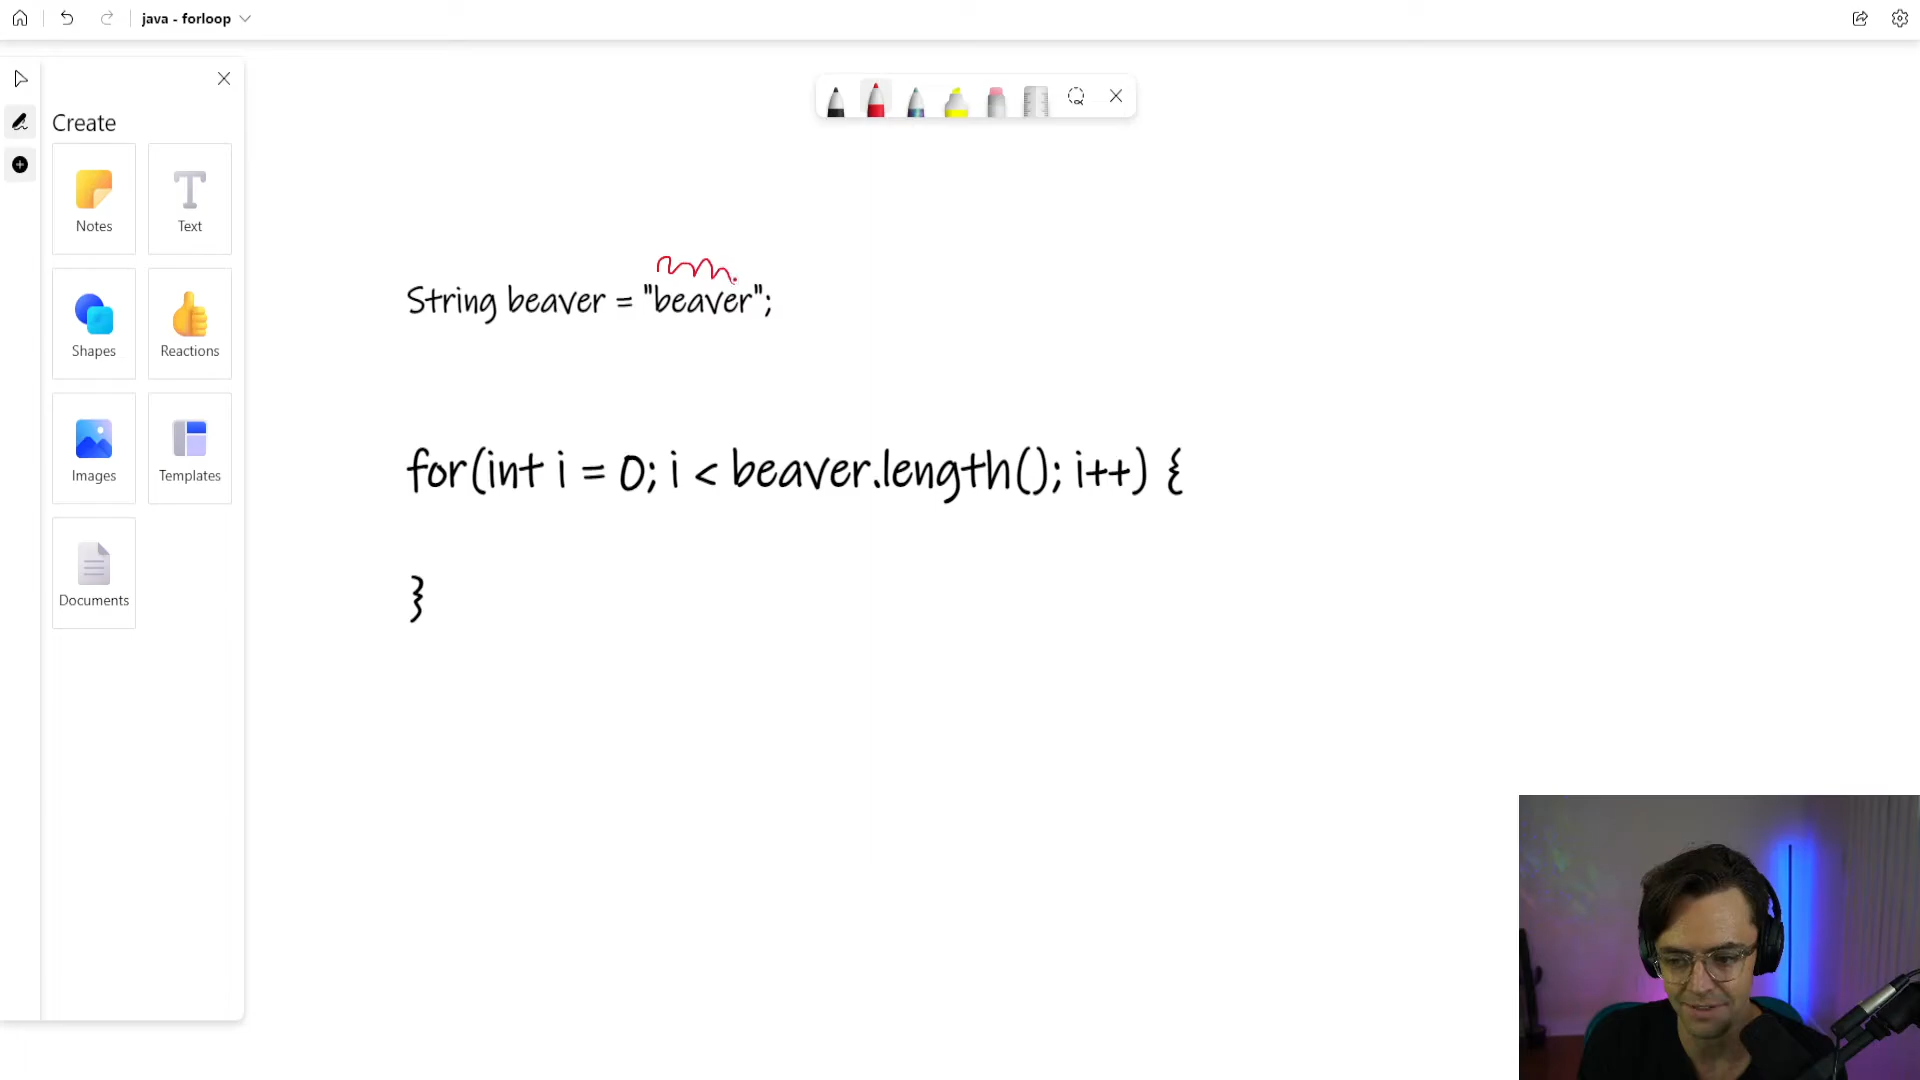 java - forloop
Create
Notes
Text
String beaver = "beaver";
Shapes
Reactions
for(int i = 0; i < beaver.length(); i++) {
Images
Templates
}
Documents